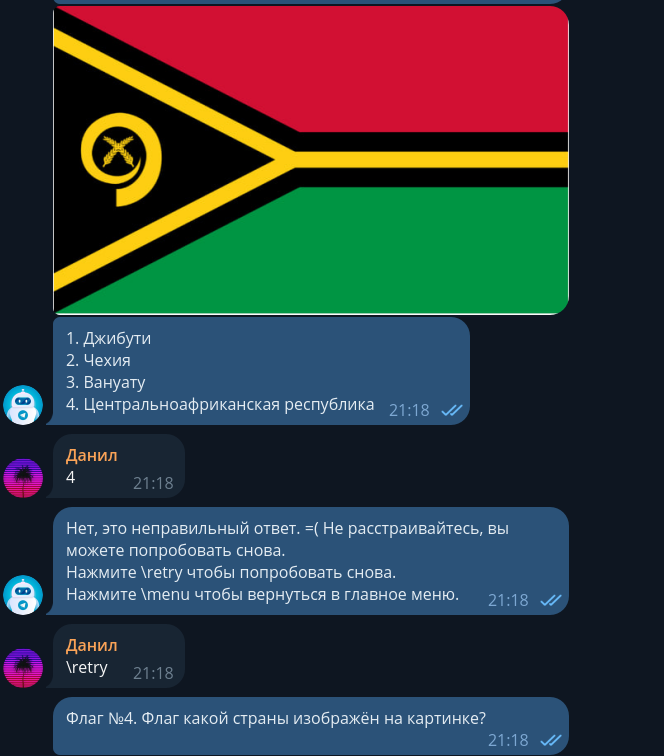 1. Джибути
2. Чехия
3. Вануату
4. Центральноафриканская республика
21:18
Данил
4
21:18
Нет, это неправильный ответ. =( Не расстраивайтесь, вы
можете попробовать снова.
Нажмите \retry чтобы попробовать снова.
Нажмите \menu чтобы вернуться в главное меню.
21:18
Данил
\retry
21:18
Флаг №4. Флаг какой страны изображён на картинке?
21:18